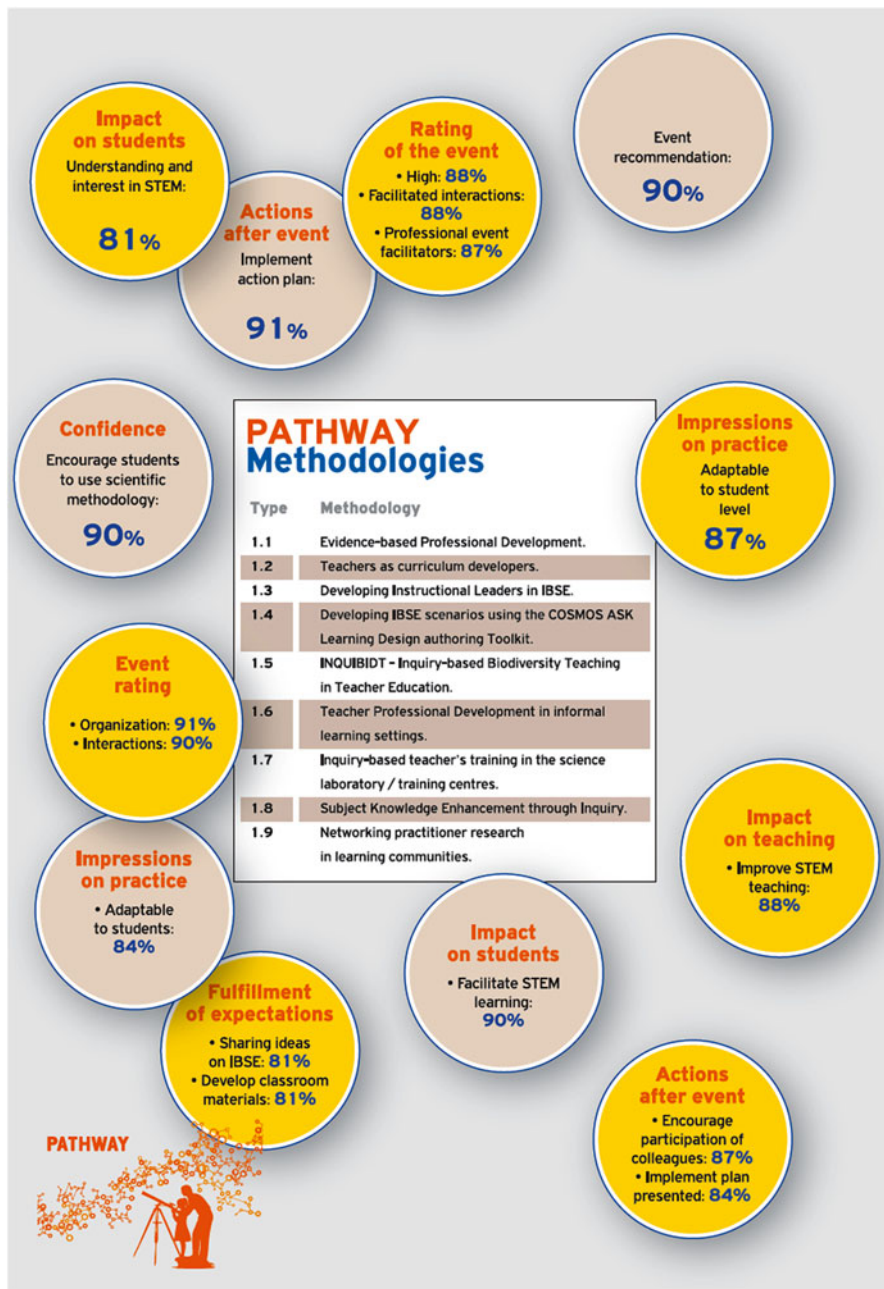 Impact
on students
Understanding and
interest in STEM:
81%
Actions
after event
Implement
action plan:
91%
Rating
of the event
• High: 88%
• Facilitated interactions:
88%
• Professional event
facilitators: 87%
Event
recommendation:
90%
Confidence
Encourage students
to use scientific
methodology:
90%
PATHWAY
Methodologies
Type Methodology
1.1 Evidence-based Professional Development.
1.2 Teachers as curriculum developers.
1.3 Developing Instructional Leaders in IBSE.
1.4 Developing IBSE scenarios using the COSMOS ASK
Learning Design authoring Toolkit.
1.5 INQUIBIDT - Inquiry-based Biodiversity Teaching
in Teacher Education.
1.6 Teacher Professional Development in informal
learning settings.
1.7 Inquiry-based teacher's training in the science
laboratory / training centres.
1.8 Subject Knowledge Enhancement through Inquiry.
1.9 Networking practitioner research
in learning communities.
Impressions
on practice
Adaptable
to student
level
87%
Event
rating
• Organization: 91%
• Interactions: 90%
Impressions
on practice
• Adaptable
to students:
84%
Fulfillment
of expectations
• Sharing ideas
on IBSE: 81%
• Develop classroom
materials: 81%
Impact
on students
• Facilitate STEM
learning:
90%
Impact
on teaching
• Improve STEM
teaching:
88%
Actions
after event
• Encourage
participation of
colleagues: 87%
• Implement plan
presented: 84%
PATHWAY